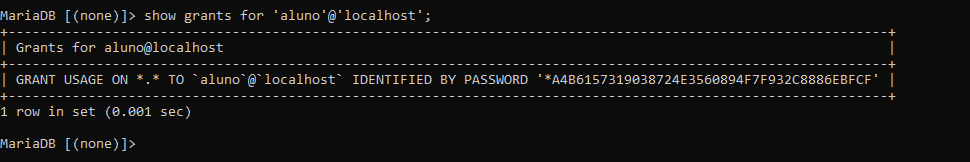 MariaDB [(none)]> show grants for 'aluno'@'localhost';
+--------------------------------------------------------------------------------------------------------------+
| Grants for aluno@localhost                                                                                   |
+--------------------------------------------------------------------------------------------------------------+
| GRANT USAGE ON *.* TO `aluno`@`localhost` IDENTIFIED BY PASSWORD '*A4B6157319038724E3560894F7F932C8886EBFCF' |
+--------------------------------------------------------------------------------------------------------------+
1 row in set (0.001 sec)
MariaDB [(none)]>